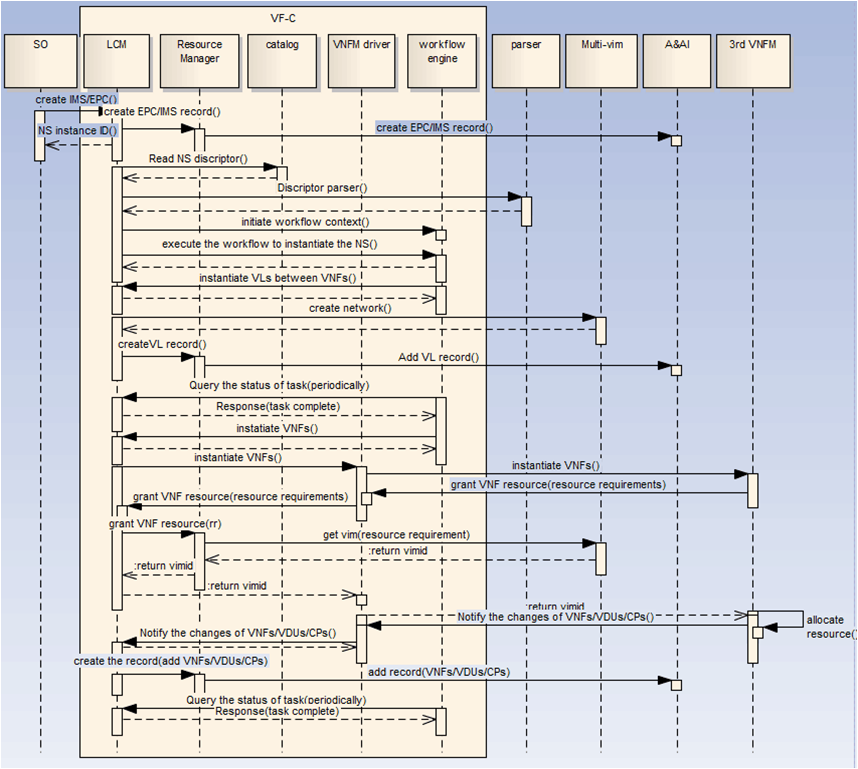 VF-C
SO
LCM
Resource
Manager
catalog
VNFM driver
workflow
engine
parser
Multi-vim
A&AI
3rd VNFM
create IMS/EPC()
create EPC/IMS record()
NS instance ID()
create EPC/IMS record()
Read NS discriptor()
Discriptor parser()
initiate workflow context()
execute the workflow to instantiate the NS()
instantiate VLs between VNFs()
create network()
createVL record()
Add VL record()
Query the status of task(periodically)
Response(task complete)
instatiate VNFs()
instantiate VNFs()
instantiate VNFs()
grant VNF resource(resource requirements)
grant VNF resource(resource requirements)
grant VNF resource(rr)
get vim(resource requirement)
:return vimid
:return vimid
:return vimid
:return vimid
Notify the changes of VNFs/VDUs/CPs()
allocate
resource()
Notify the changes of VNFs/VDUs/CPs()
create the record(add VNFs/VDUs/CPs)
add record(VNFs/VDUs/CPs)
Query the status of task(periodically)
Response(task complete)